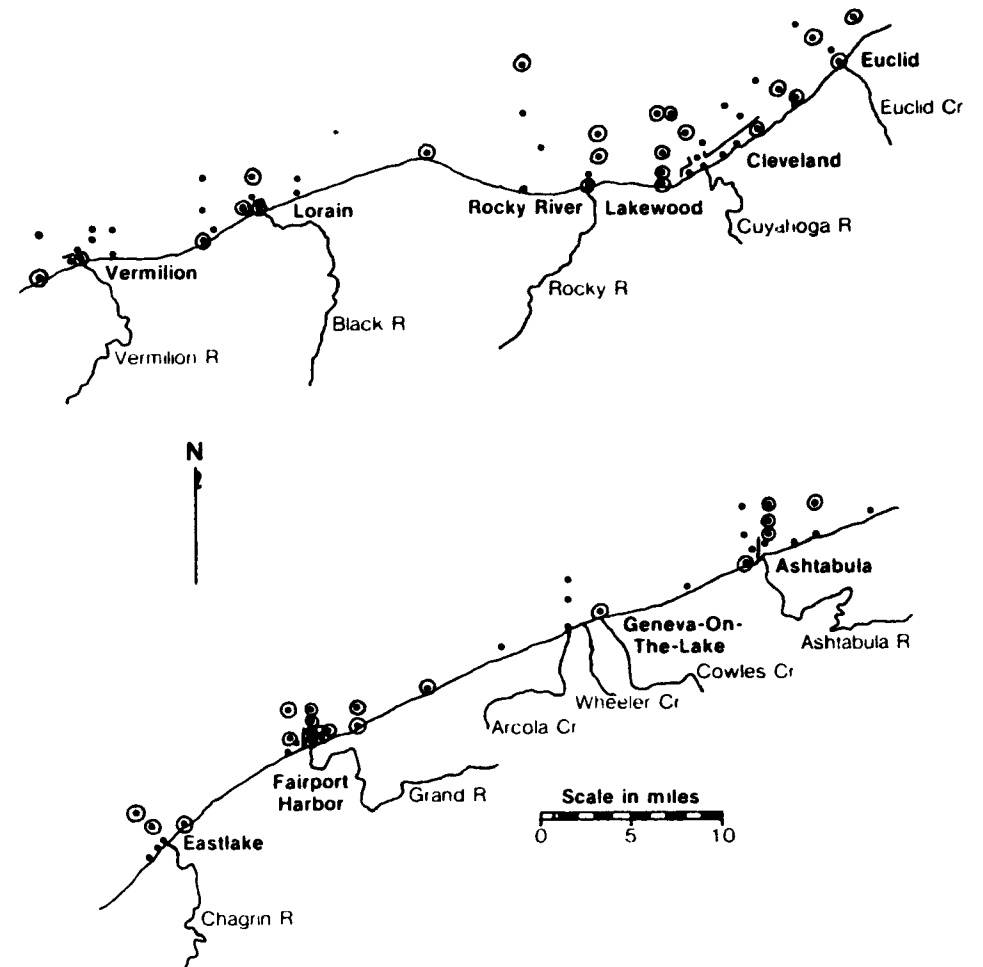 Euclid
Euclid Cr
Cleveland
Lorain
Rocky River
Lakewood
Cuyahoga R
Vermilion
Rocky R
Black R
Vermilion R
N
Ashtabula
Geneva-On-
The-Lake
Ashtabula R
Cowles Cr
Wheeler Cr
Arcola Cr
Fairport
Harbor
Grand R
Scale in miles
0 5 10
Eastlake
Chagrin R